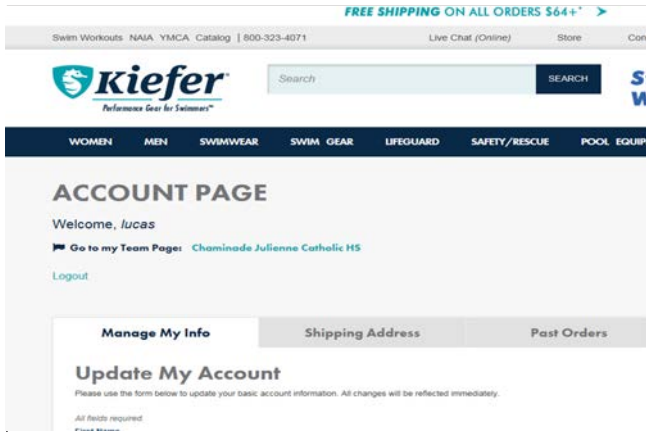 FREE SHIPPING ON ALL ORDERS $64+* >
Swim Workouts NAIA YMCA Catalog | 800-323-4071 Live Chat (Online) Store
Kiefer Search SEARCH
Performance Gear for Swimmers™
WOMEN MEN SWIMWEAR SWIM GEAR LIFEGUARD SAFETY/RESCUE POOL
ACCOUNT PAGE
Welcome, lucas
Go to my Team Page: Chaminade Julienne Catholic HS
Logout
Manage My Info Shipping Address Past Orders
Update My Account
Please use the form below to update your basic account information. All changes will be reflected immediately.
All fields required
First Name